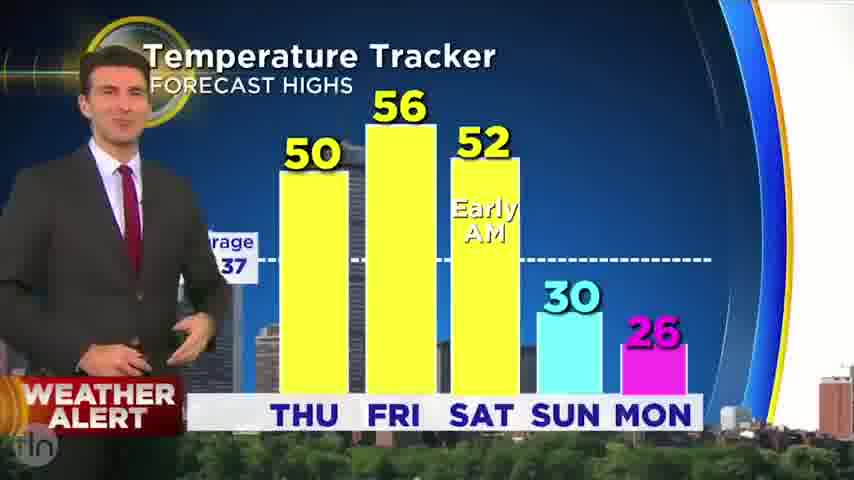 Temperature Tracker
FORECAST HIGHS
50
56
52
Early
AM
rage
37
30
26
WEATHER
ALERT
THU FRI SAT SUN MON